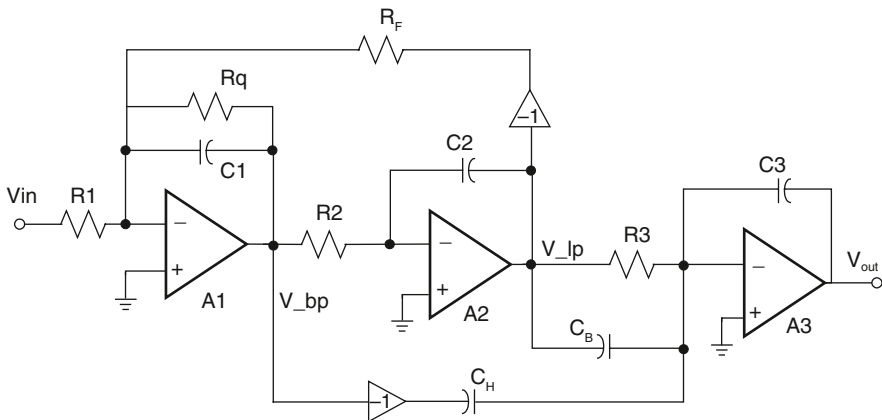 R_F
Rq
-1
C1
C2
C3
Vin
R1
R2
V_lp
R3
−
+
A1
−
+
A2
−
+
A3
V_out
V_bp
C_B
-1
C_H